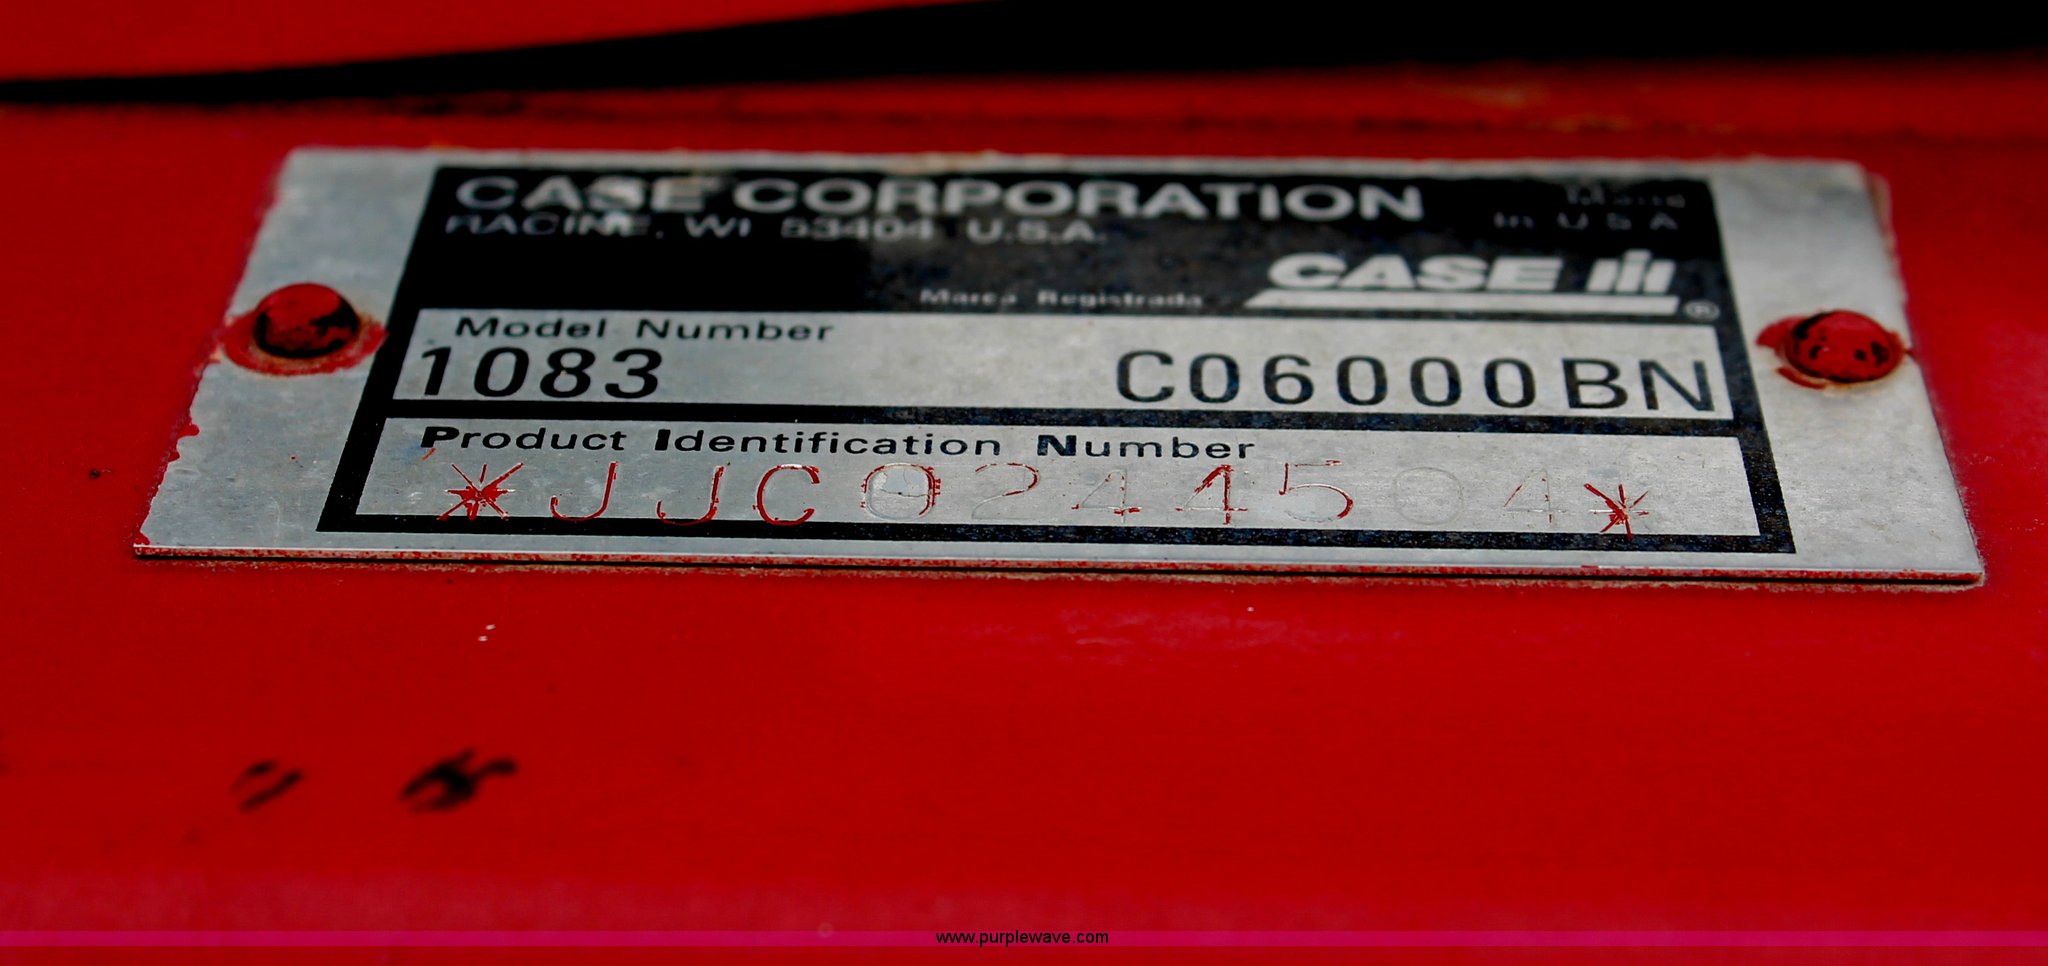 CASE CORPORATION
Made
RACINE, WI 53404 U.S.A.
in U S A
CASE IH ®
Marca Registrada
Model Number
1083 C06000BN
Product Identification Number
*JJC0244504*
www.purplewave.com